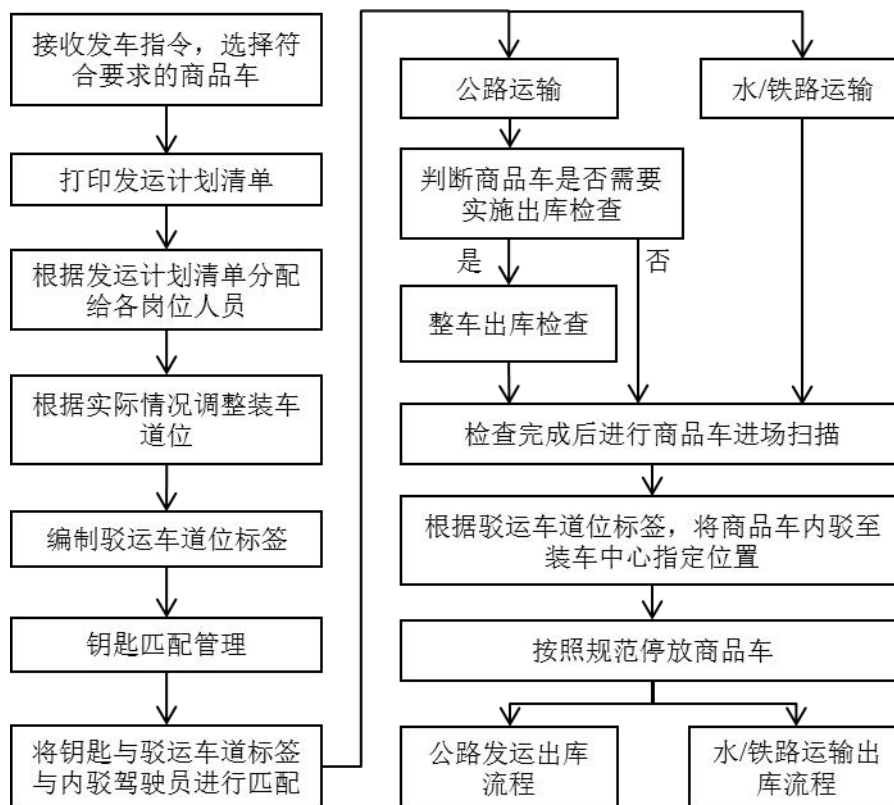 接收发车指令，选择符
合要求的商品车
打印发运计划清单
根据发运计划清单分配
给各岗位人员
根据实际情况调整装车
道位
编制驳运车道位标签
钥匙匹配管理
将钥匙与驳运车道标签
与内驳驾驶员进行匹配
公路运输
水/铁路运输
判断商品车是否需要
实施出库检查
是
否
整车出库检查
检查完成后进行商品车进场扫描
根据驳运车道位标签，将商品车内驳至
装车中心指定位置
按照规范停放商品车
公路发运出库
流程
水/铁路运输出
库流程